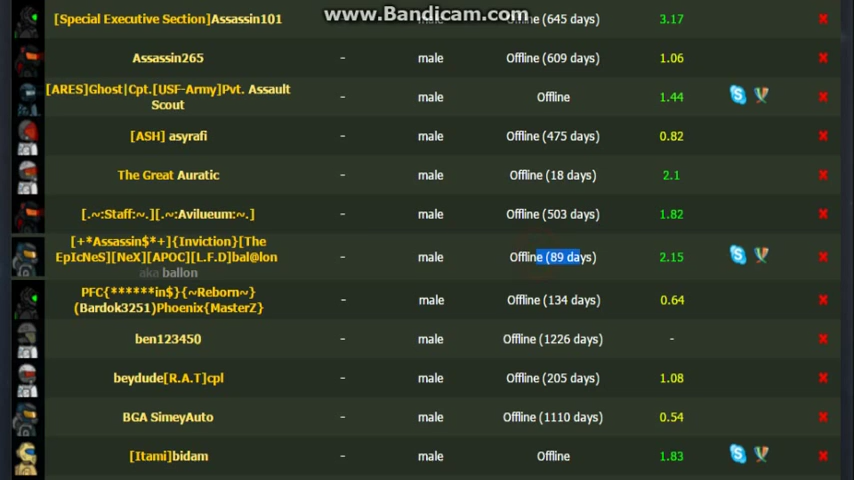 www.Bandicam.com
[Special Executive Section]Assassin101 - male Offline (645 days) 3.17
Assassin265 - male Offline (609 days) 1.06
[ARES]Ghost|Cpt.[USF-Army]Pvt. Assault
Scout - male Offline 1.44
[ASH] asyrafi - male Offline (475 days) 0.82
The Great Auratic - male Offline (18 days) 2.1
[.~:Staff:~.][.~:Avilueum:~.] - male Offline (503 days) 1.82
[+*Assassin$*+]{Inviction}[The
EpIcNeS][NeX][APOC][L.F.D]bal@lon - male Offline (89 days) 2.15
aka ballon
PFC{******in$}{~Reborn~}
(Bardok3251)Phoenix{MasterZ} - male Offline (134 days) 0.64
ben123450 - male Offline (1226 days) -
beydude[R.A.T]cpl - male Offline (205 days) 1.08
BGA SimeyAuto - male Offline (1110 days) 0.54
[Itami]bidam - male Offline 1.83